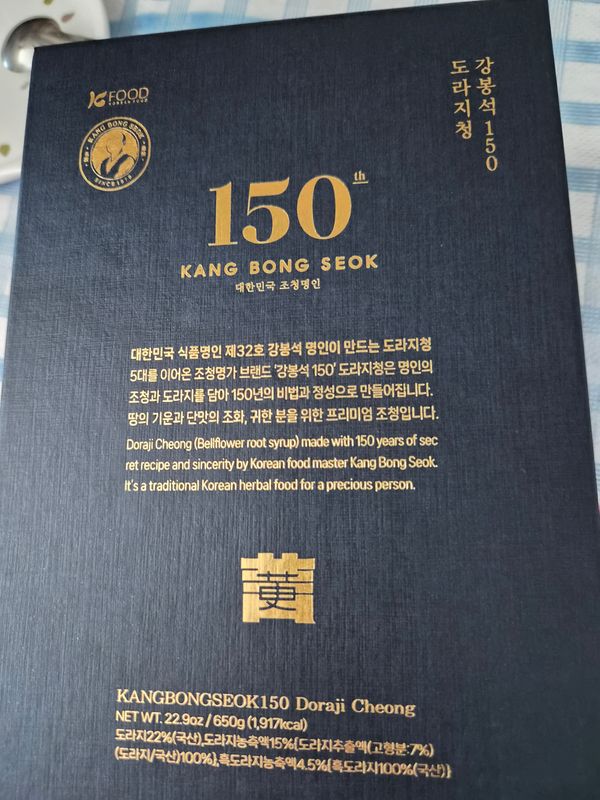 K FOOD
KOREAN FOOD
KANG BONG SEOK
SINCE 1870
강봉석150
도라지청
150th
KANG BONG SEOK
대한민국 조청명인
대한민국 식품명인 제32호 강봉석 명인이 만드는 도라지청
5대를 이어온 조청명가 브랜드 '강봉석 150' 도라지청은 명인의
조청과 도라지를 담아 150년의 비법과 정성으로 만들어집니다.
땅의 기운과 단맛의 조화, 귀한 분을 위한 프리미엄 조청입니다.
Doraji Cheong (Bellflower root syrup) made with 150 years of sec
ret recipe and sincerity by Korean food master Kang Bong Seok.
It's a traditional Korean herbal food for a precious person.
KANGBONGSEOK150 Doraji Cheong
NET WT. 22.9oz / 650g (1,917kcal)
도라지22%(국산),도라지농축액15%{도라지추출액(고형분:7%)
(도라지/국산)100%},흑도라지농축액4.5%{흑도라지100%(국산)}